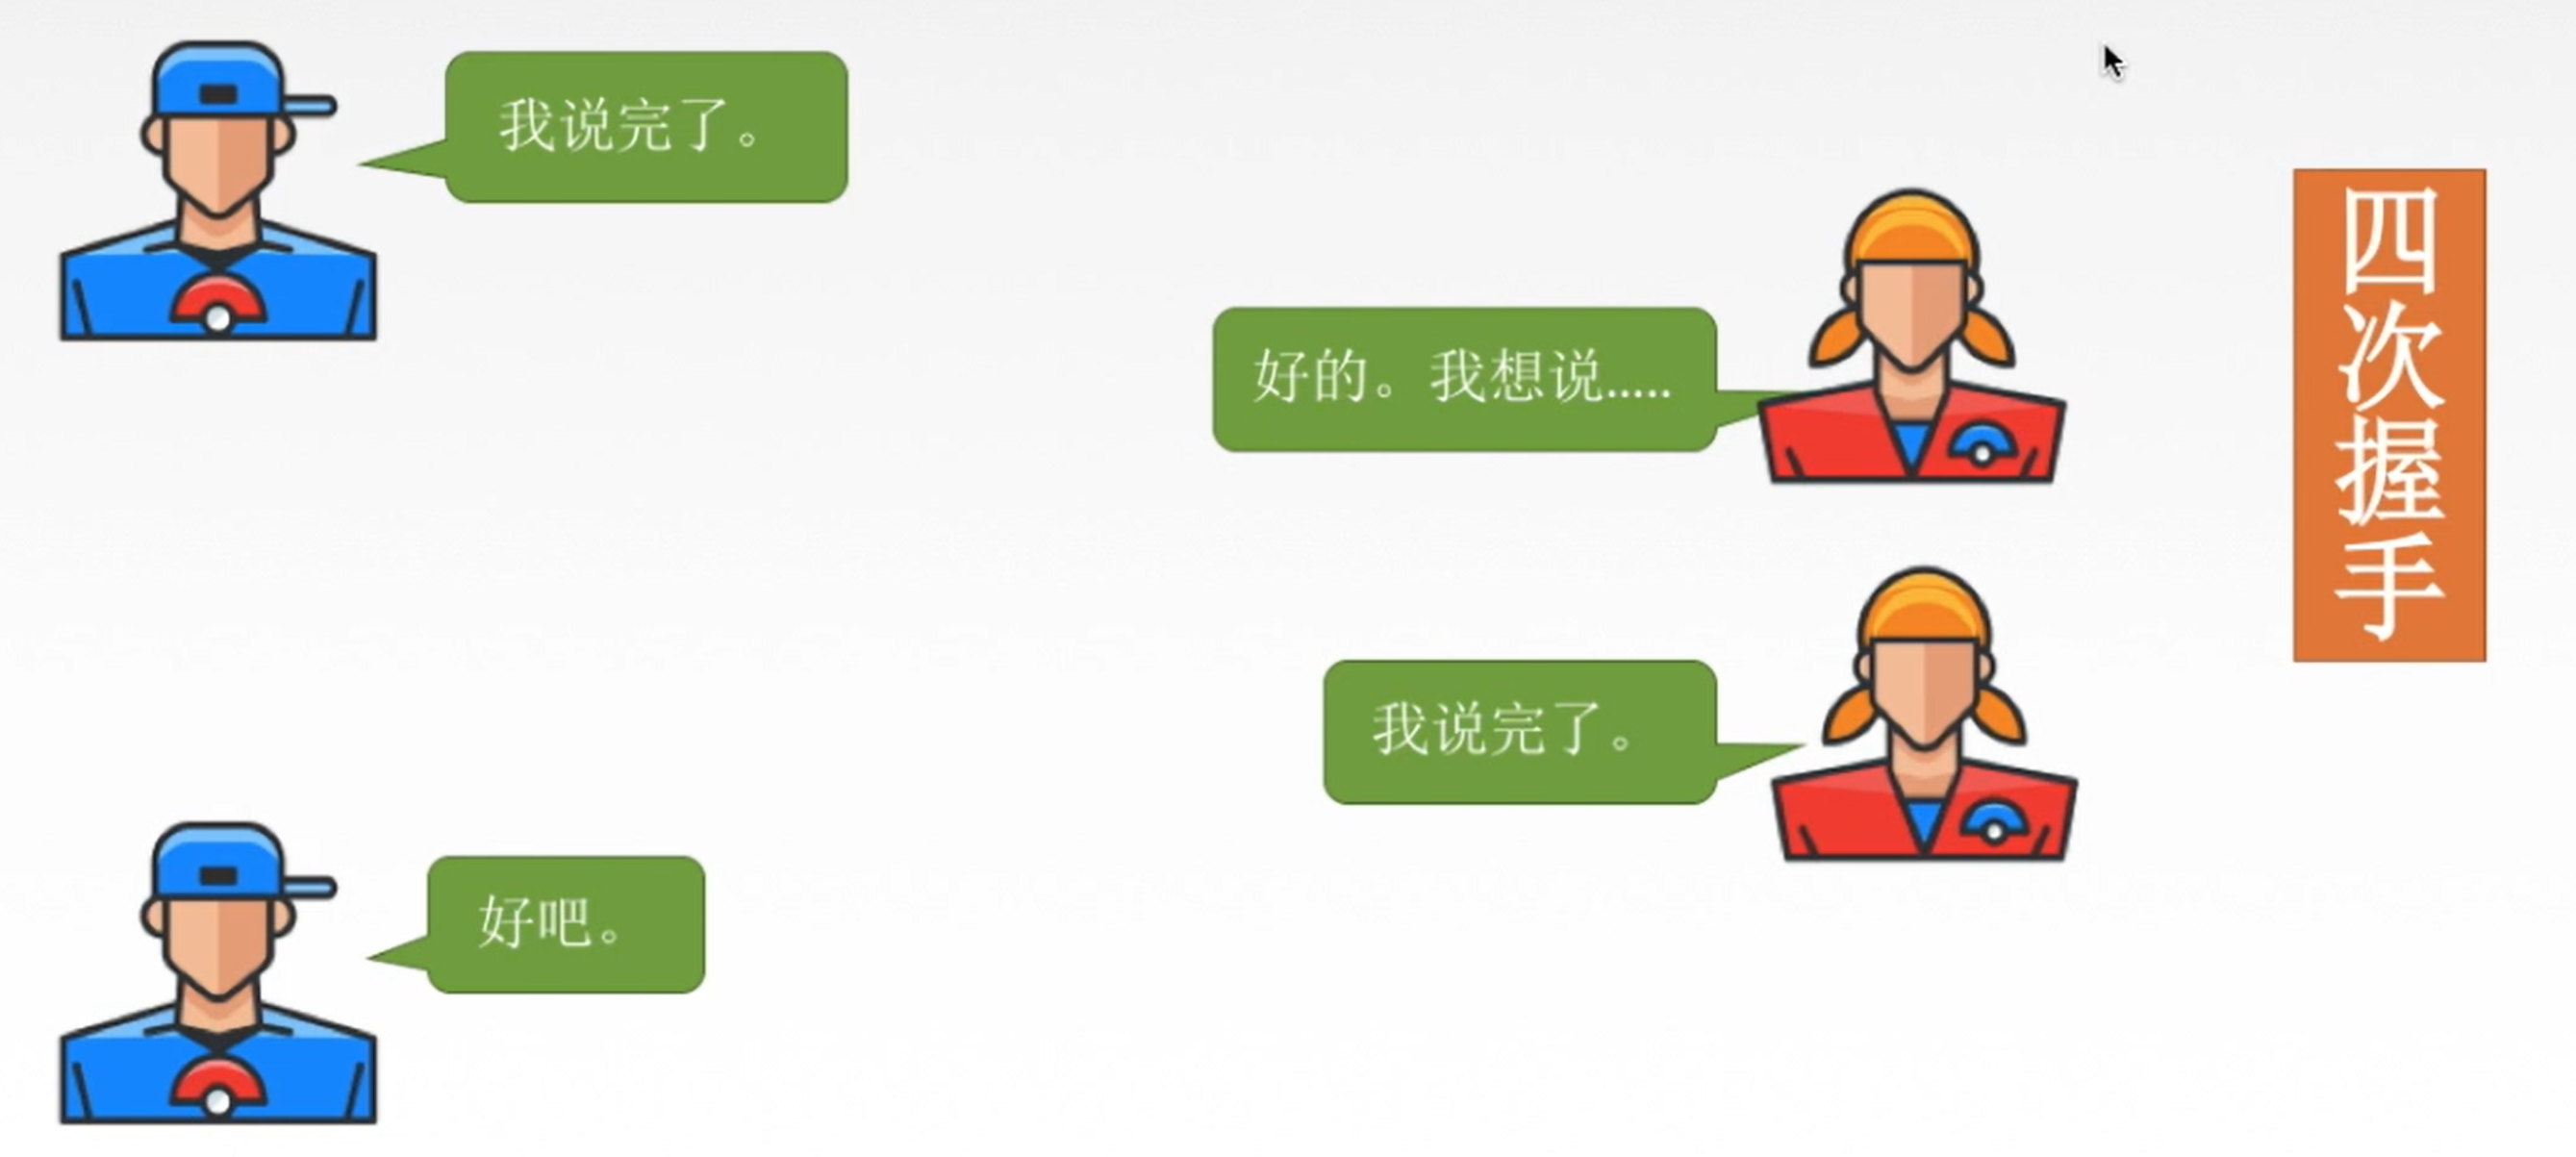 我说完了。
好的。我想说.....
我说完了。
好吧。
四次握手